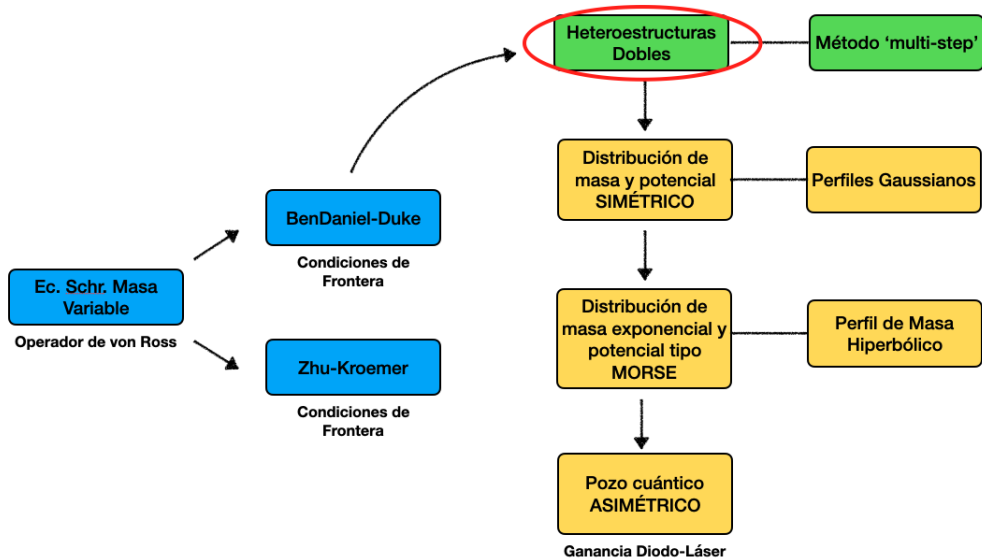 Heteroestructuras
Dobles
Método ‘multi-step’
Distribución de
masa y potencial
SIMÉTRICO
Perfiles Gaussianos
BenDaniel-Duke
Condiciones de
Frontera
Ec. Schr. Masa
Variable
Operador de von Ross
Distribución de
masa exponencial y
potencial tipo
MORSE
Perfil de Masa
Hiperbólico
Zhu-Kroemer
Condiciones de
Frontera
Pozo cuántico
ASIMÉTRICO
Ganancia Diodo-Láser